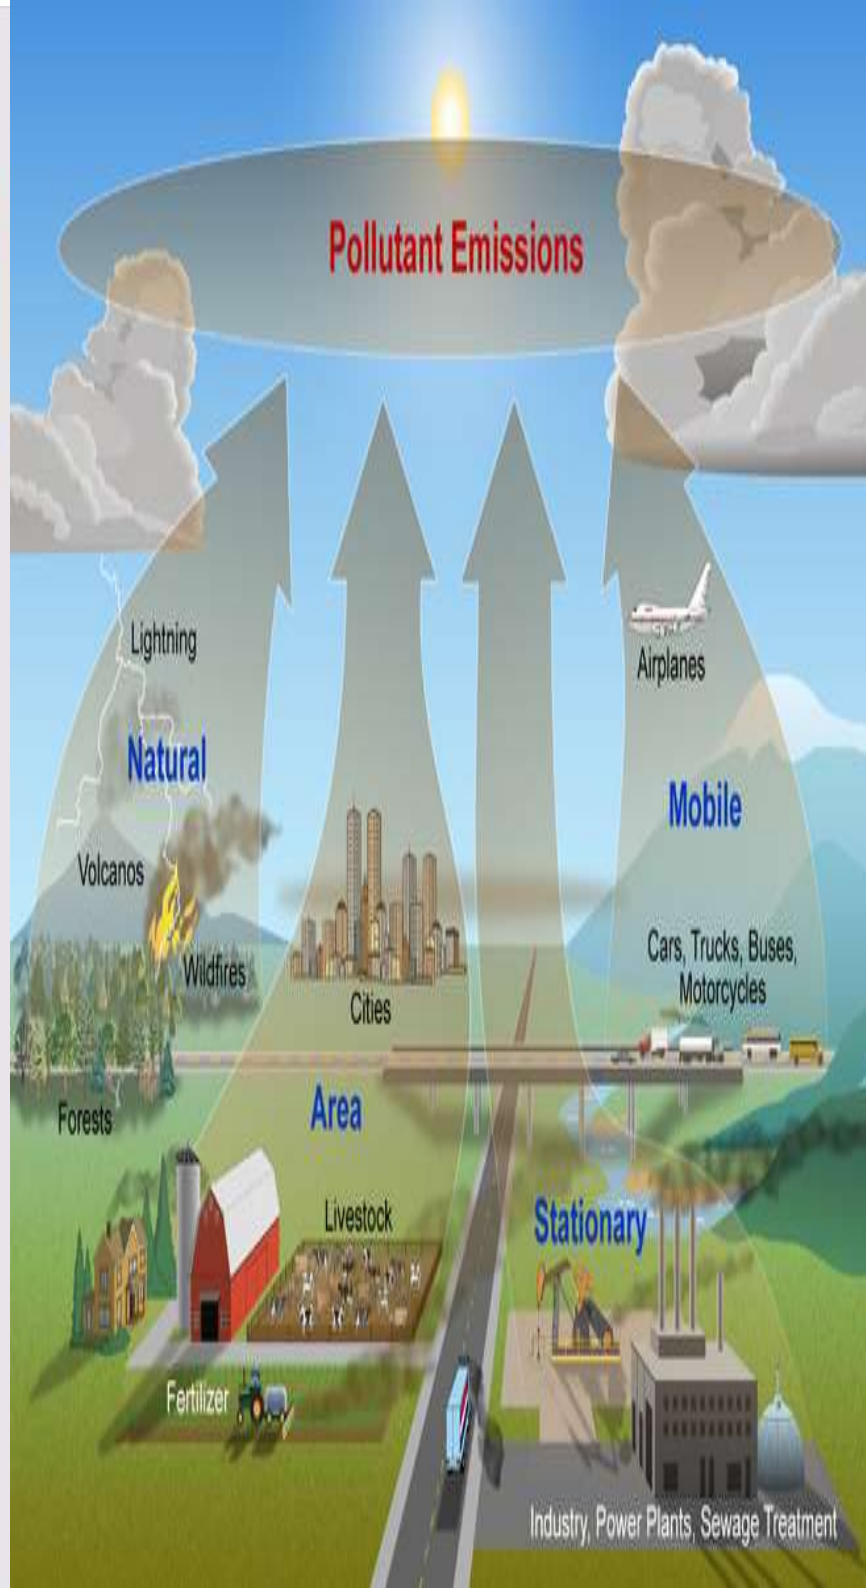 Pollutant Emissions
Lightning
Natural
Volcanos
Wildfires
Forests
Cities
Area
Livestock
Fertilizer
Airplanes
Mobile
Cars, Trucks, Buses,
Motorcycles
Stationary
Industry, Power Plants, Sewage Treatment